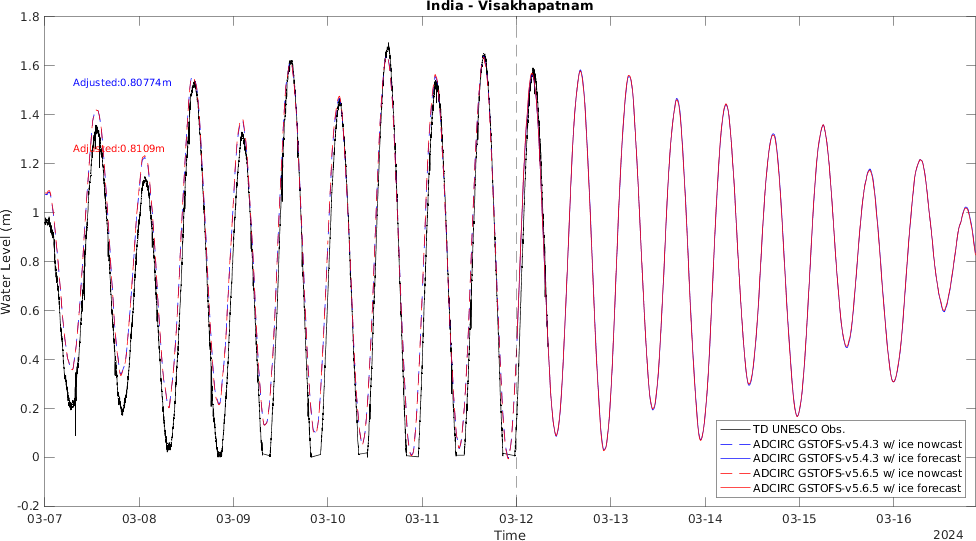 India - Visakhapatnam
1.8
1.6
1.4
1.2
1
0.8
0.6
0.4
0.2
0
-0.2
Water Level (m)
Adjusted:0.80774m
Adjusted:0.8109m
TD UNESCO Obs.
ADCIRC GSTOFS-v5.4.3 w/ ice nowcast
ADCIRC GSTOFS-v5.4.3 w/ ice forecast
ADCIRC GSTOFS-v5.6.5 w/ ice nowcast
ADCIRC GSTOFS-v5.6.5 w/ ice forecast
03-07 03-08 03-09 03-10 03-11 03-12 03-13 03-14 03-15 03-16
Time
2024